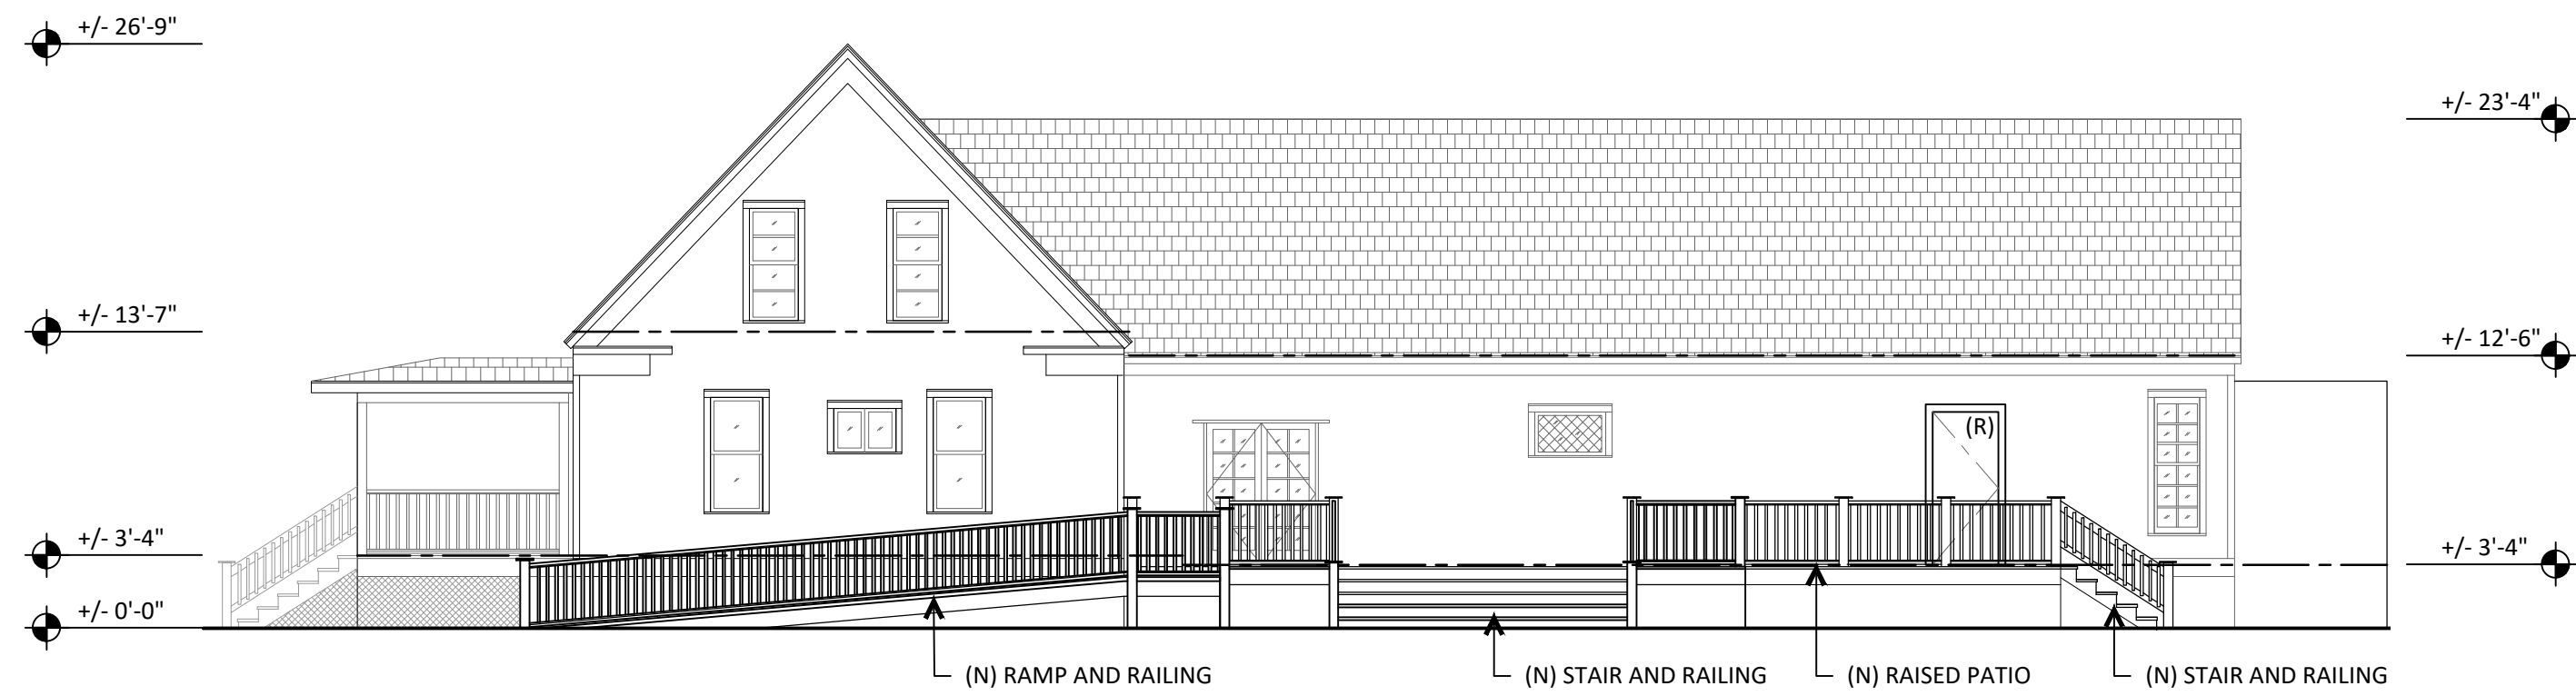 +/- 26'-9"
+/- 23'-4"
+/- 13'-7"
+/- 12'-6"
(R)
+/- 3'-4"
+/- 3'-4"
+/- 0'-0"
(N) RAMP AND RAILING
(N) STAIR AND RAILING
(N) RAISED PATIO
(N) STAIR AND RAILING